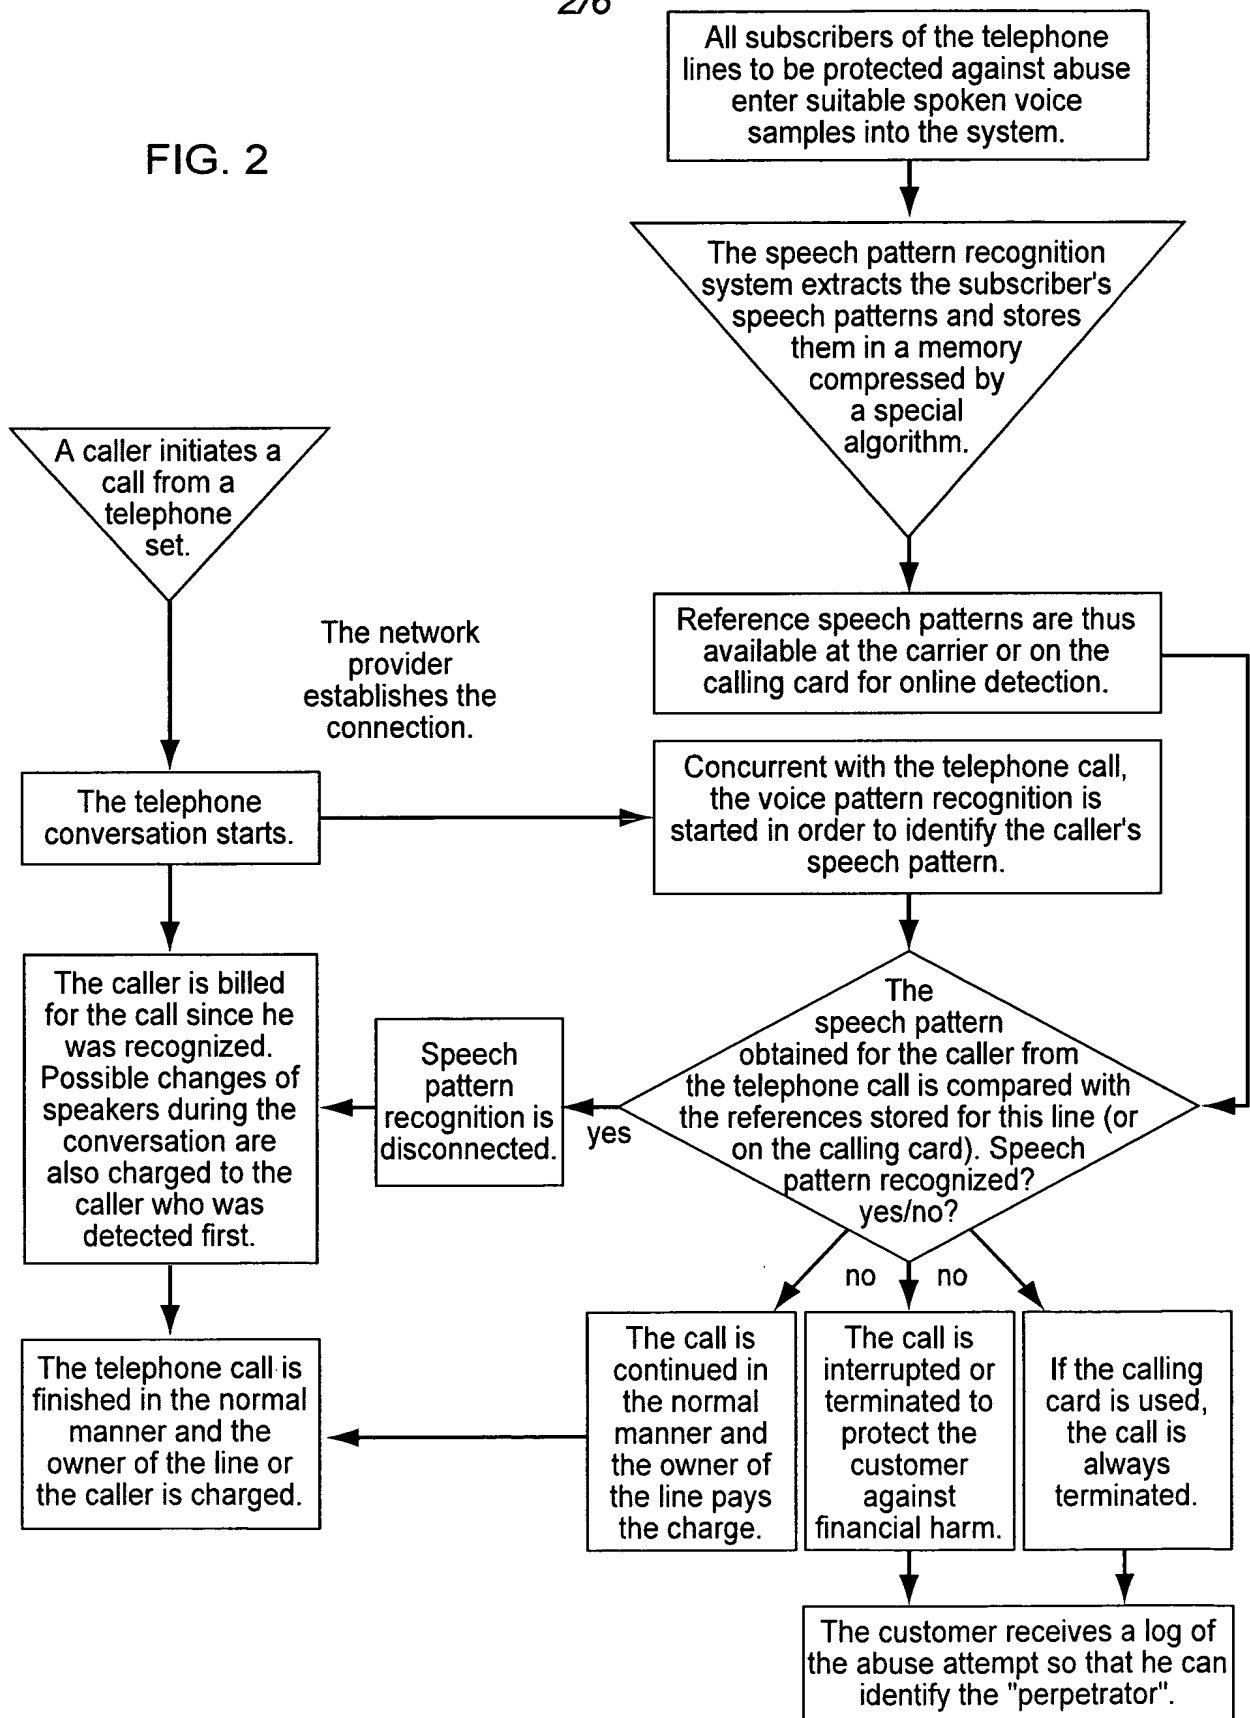 2/6
FIG. 2
All subscribers of the telephone
lines to be protected against abuse
enter suitable spoken voice
samples into the system.
The speech pattern recognition
system extracts the subscriber's
speech patterns and stores
them in a memory
compressed by
a special
algorithm.
A caller initiates a
call from a
telephone
set.
The network
provider
establishes the
connection.
Reference speech patterns are thus
available at the carrier or on the
calling card for online detection.
The telephone
conversation starts.
Concurrent with the telephone call,
the voice pattern recognition is
started in order to identify the caller's
speech pattern.
The caller is billed
for the call since he
was recognized.
Possible changes of
speakers during the
conversation are
also charged to the
caller who was
detected first.
Speech
pattern
recognition is
disconnected.
yes
The
speech pattern
obtained for the caller from
the telephone call is compared with
the references stored for this line (or
on the calling card). Speech
pattern recognized?
yes/no?
no
no
The telephone call is
finished in the normal
manner and the
owner of the line or
the caller is charged.
The call is
continued in
the normal
manner and
the owner of
the line pays
the charge.
The call is
interrupted or
terminated to
protect the
customer
against
financial harm.
If the calling
card is used,
the call is
always
terminated.
The customer receives a log of
the abuse attempt so that he can
identify the "perpetrator".